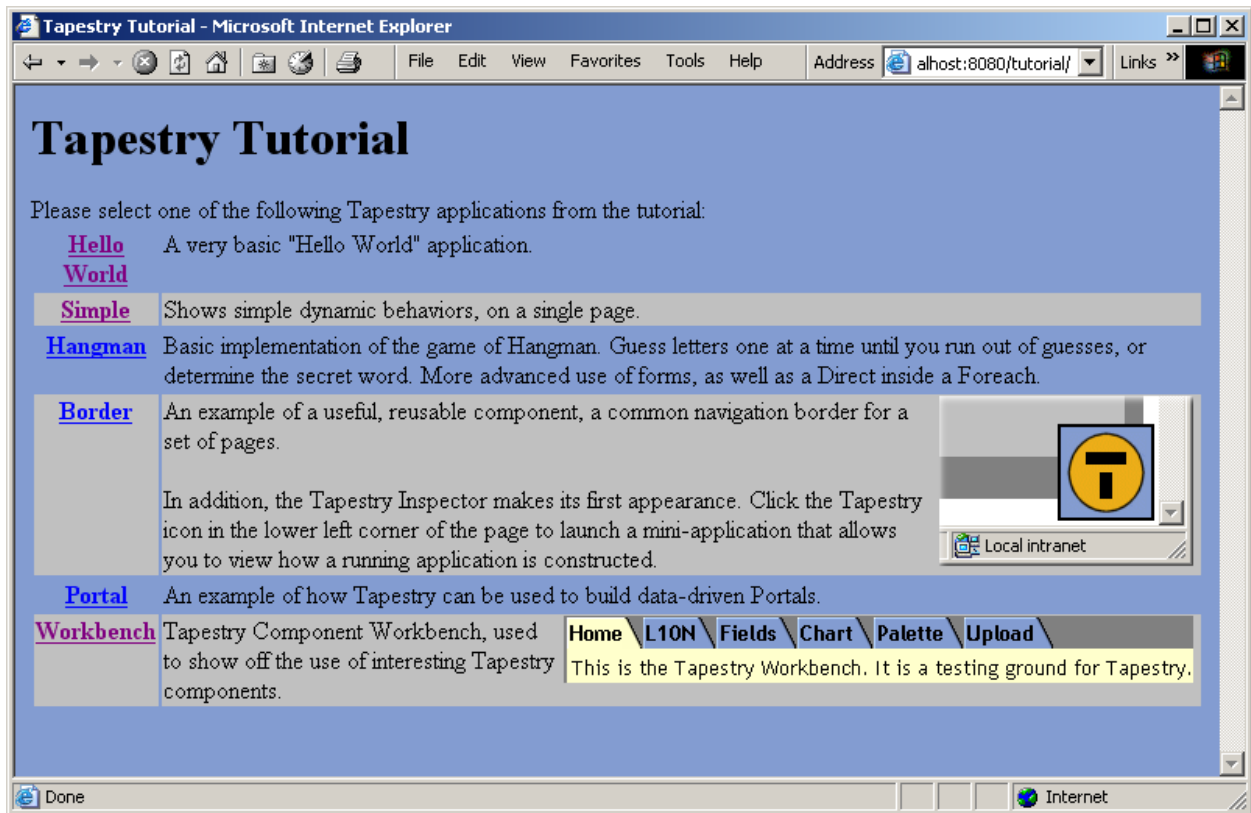 Tapestry Tutorial - Microsoft Internet Explorer
File Edit View Favorites Tools Help Address alhost:8080/tutorial/ Links »
Tapestry Tutorial
Please select one of the following Tapestry applications from the tutorial:
Hello World
A very basic "Hello World" application.
Simple
Shows simple dynamic behaviors, on a single page.
Hangman
Basic implementation of the game of Hangman. Guess letters one at a time until you run out of guesses, or
determine the secret word. More advanced use of forms, as well as a Direct inside a Foreach.
Border
An example of a useful, reusable component, a common navigation border for a
set of pages.
In addition, the Tapestry Inspector makes its first appearance. Click the Tapestry
icon in the lower left corner of the page to launch a mini-application that allows
you to view how a running application is constructed.
Local intranet
Portal
An example of how Tapestry can be used to build data-driven Portals.
Workbench
Tapestry Component Workbench, used
to show off the use of interesting Tapestry
components.
Home L10N Fields Chart Palette Upload
This is the Tapestry Workbench. It is a testing ground for Tapestry.
Done
Internet